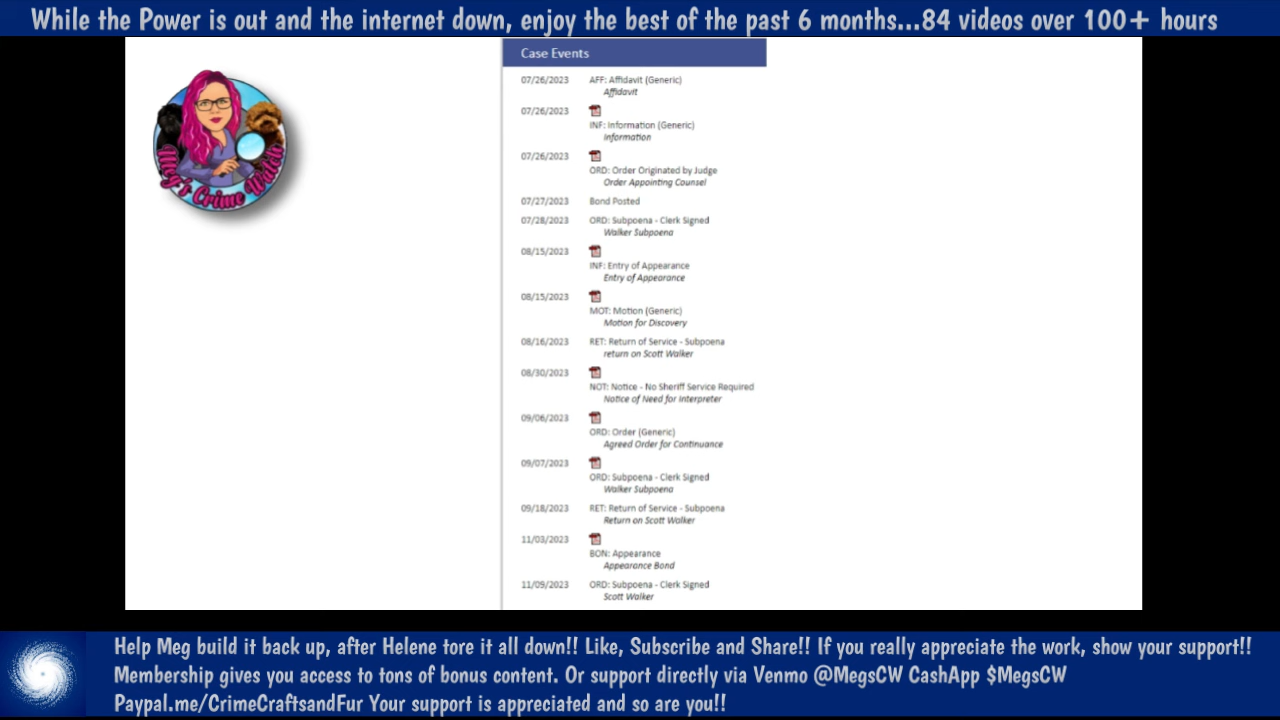 While the Power is out and the internet down, enjoy the best of the past 6 months...84 videos over 100+ hours
Meg's Crime World
Case Events
07/26/2023 AFF: Affidavit (Generic)
Affidavit
07/26/2023
INF: Information (Generic)
Information
07/26/2023
ORD: Order Originated by Judge
Order Appointing Counsel
07/27/2023 Bond Posted
07/28/2023 ORD: Subpoena - Clerk Signed
Walker Subpoena
08/15/2023
INF: Entry of Appearance
Entry of Appearance
08/15/2023
MOT: Motion (Generic)
Motion for Discovery
08/16/2023 RET: Return of Service - Subpoena
return on Scott Walker
08/30/2023
NOT: Notice - No Sheriff Service Required
Notice of Need for Interpreter
09/06/2023
ORD: Order (Generic)
Agreed Order for Continuance
09/07/2023
ORD: Subpoena - Clerk Signed
Walker Subpoena
09/18/2023 RET: Return of Service - Subpoena
Return on Scott Walker
11/03/2023
BON: Appearance
Appearance Bond
11/09/2023 ORD: Subpoena - Clerk Signed
Scott Walker
Help Meg build it back up, after Helene tore it all down!! Like, Subscribe and Share!! If you really appreciate the work, show your support!!
Membership gives you access to tons of bonus content. Or support directly via Venmo @MegsCW CashApp $MegsCW
Paypal.me/CrimeCraftsandFur Your support is appreciated and so are you!!